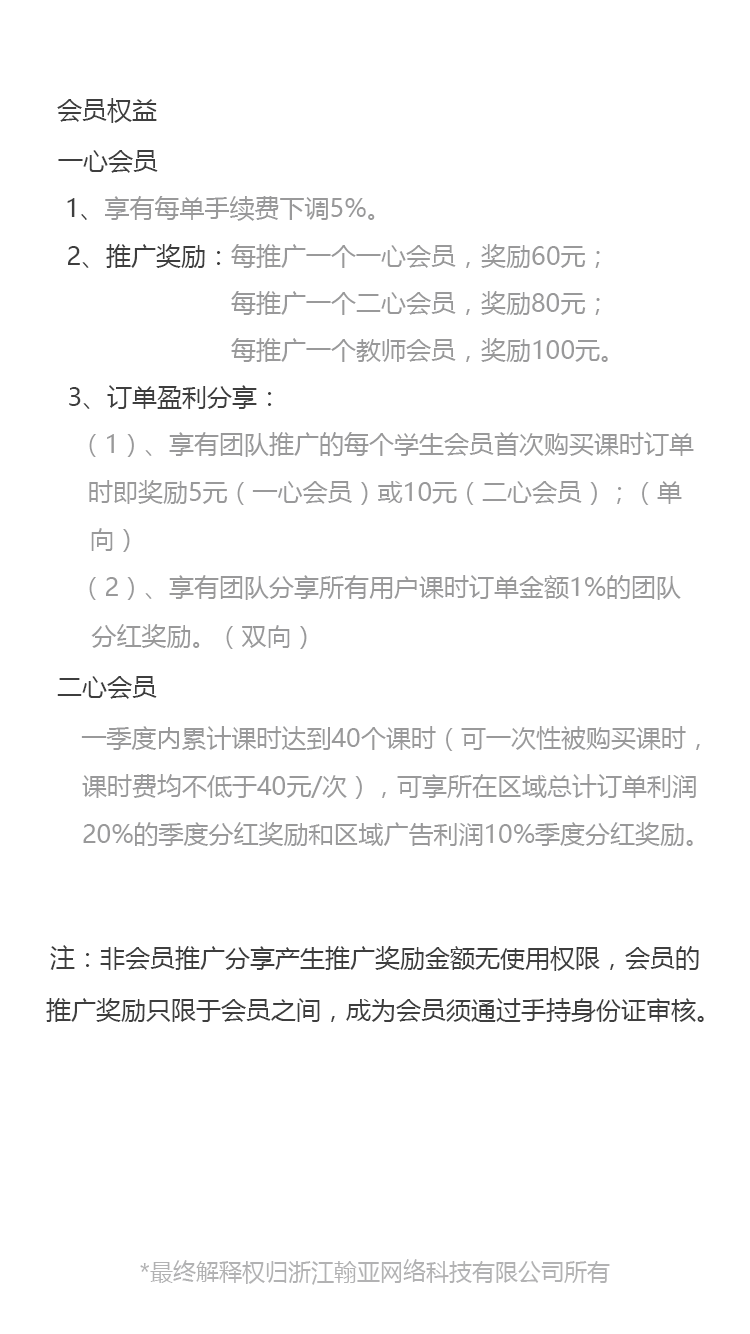 会员权益
一心会员
1、享有每单手续费下调5%。
2、推广奖励：每推广一个一心会员，奖励60元；
每推广一个二心会员，奖励80元；
每推广一个教师会员，奖励100元。
3、订单盈利分享：
（1）、享有团队推广的每个学生会员首次购买课时订单
时即奖励5元（一心会员）或10元（二心会员）；（单
向）
（2）、享有团队分享所有用户课时订单金额1%的团队
分红奖励。（双向）
二心会员
一季度内累计课时达到40个课时（可一次性被购买课时，
课时费均不低于40元/次），可享所在区域总计订单利润
20%的季度分红奖励和区域广告利润10%季度分红奖励。
注：非会员推广分享产生推广奖励金额无使用权限，会员的
推广奖励只限于会员之间，成为会员须通过手持身份证审核。
*最终解释权归浙江翰亚网络科技有限公司所有